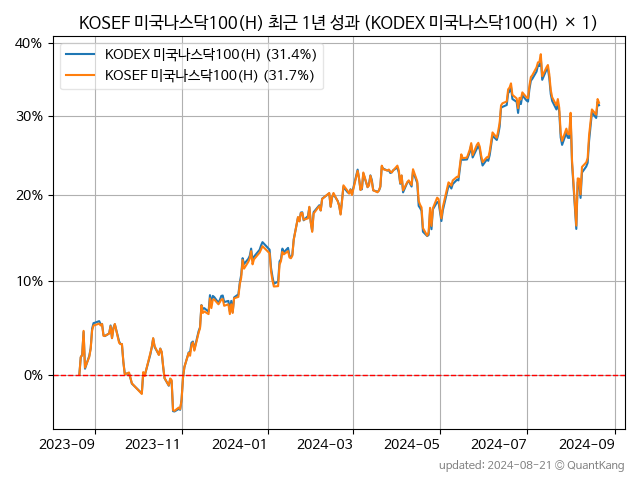 KOSEF 미국나스닥100(H) 최근 1년 성과 (KODEX 미국나스닥100(H) × 1)
KODEX 미국나스닥100(H) (31.4%)
KOSEF 미국나스닥100(H) (31.7%)
40%
30%
20%
10%
0%
2023-09 2023-11 2024-01 2024-03 2024-05 2024-07 2024-09
updated: 2024-08-21 © QuantKang